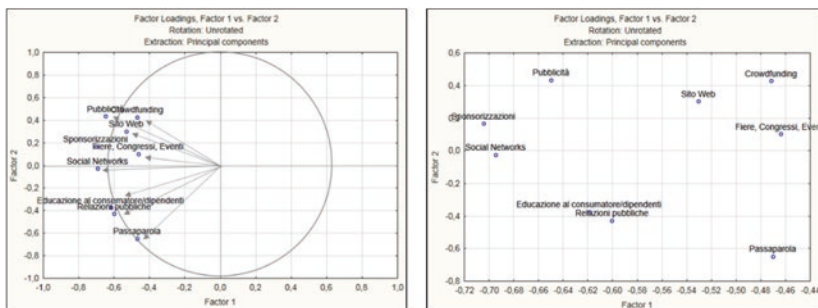 Factor Loadings, Factor 1 vs. Factor 2
Rotation: Unrotated
Extraction: Principal components
1,0
0,8
0,6
0,4
0,2
0,0
-0,2
-0,4
-0,6
-0,8
-1,0
Factor 2
Pubblicità
Crowdfunding
Sito Web
Sponsorizzazioni
Fiere, Congressi, Eventi
Social Networks
Educazione al consumatore/dipendenti
Relazioni pubbliche
Passaparola
-1,0 -0,8 -0,6 -0,4 -0,2 0,0 0,2 0,4 0,6 0,8 1,0
Factor 1
Factor Loadings, Factor 1 vs. Factor 2
Rotation: Unrotated
Extraction: Principal components
0,6
0,4
0,2
0,0
-0,2
-0,4
-0,6
-0,8
Factor 2
Pubblicità
Crowdfunding
Sito Web
Sponsorizzazioni
Fiere, Congressi, Eventi
Social Networks
Educazione al consumatore/dipendenti
Relazioni pubbliche
Passaparola
-0,72 -0,70 -0,68 -0,66 -0,64 -0,62 -0,60 -0,58 -0,56 -0,54 -0,52 -0,50 -0,48 -0,46 -0,44
Factor 1